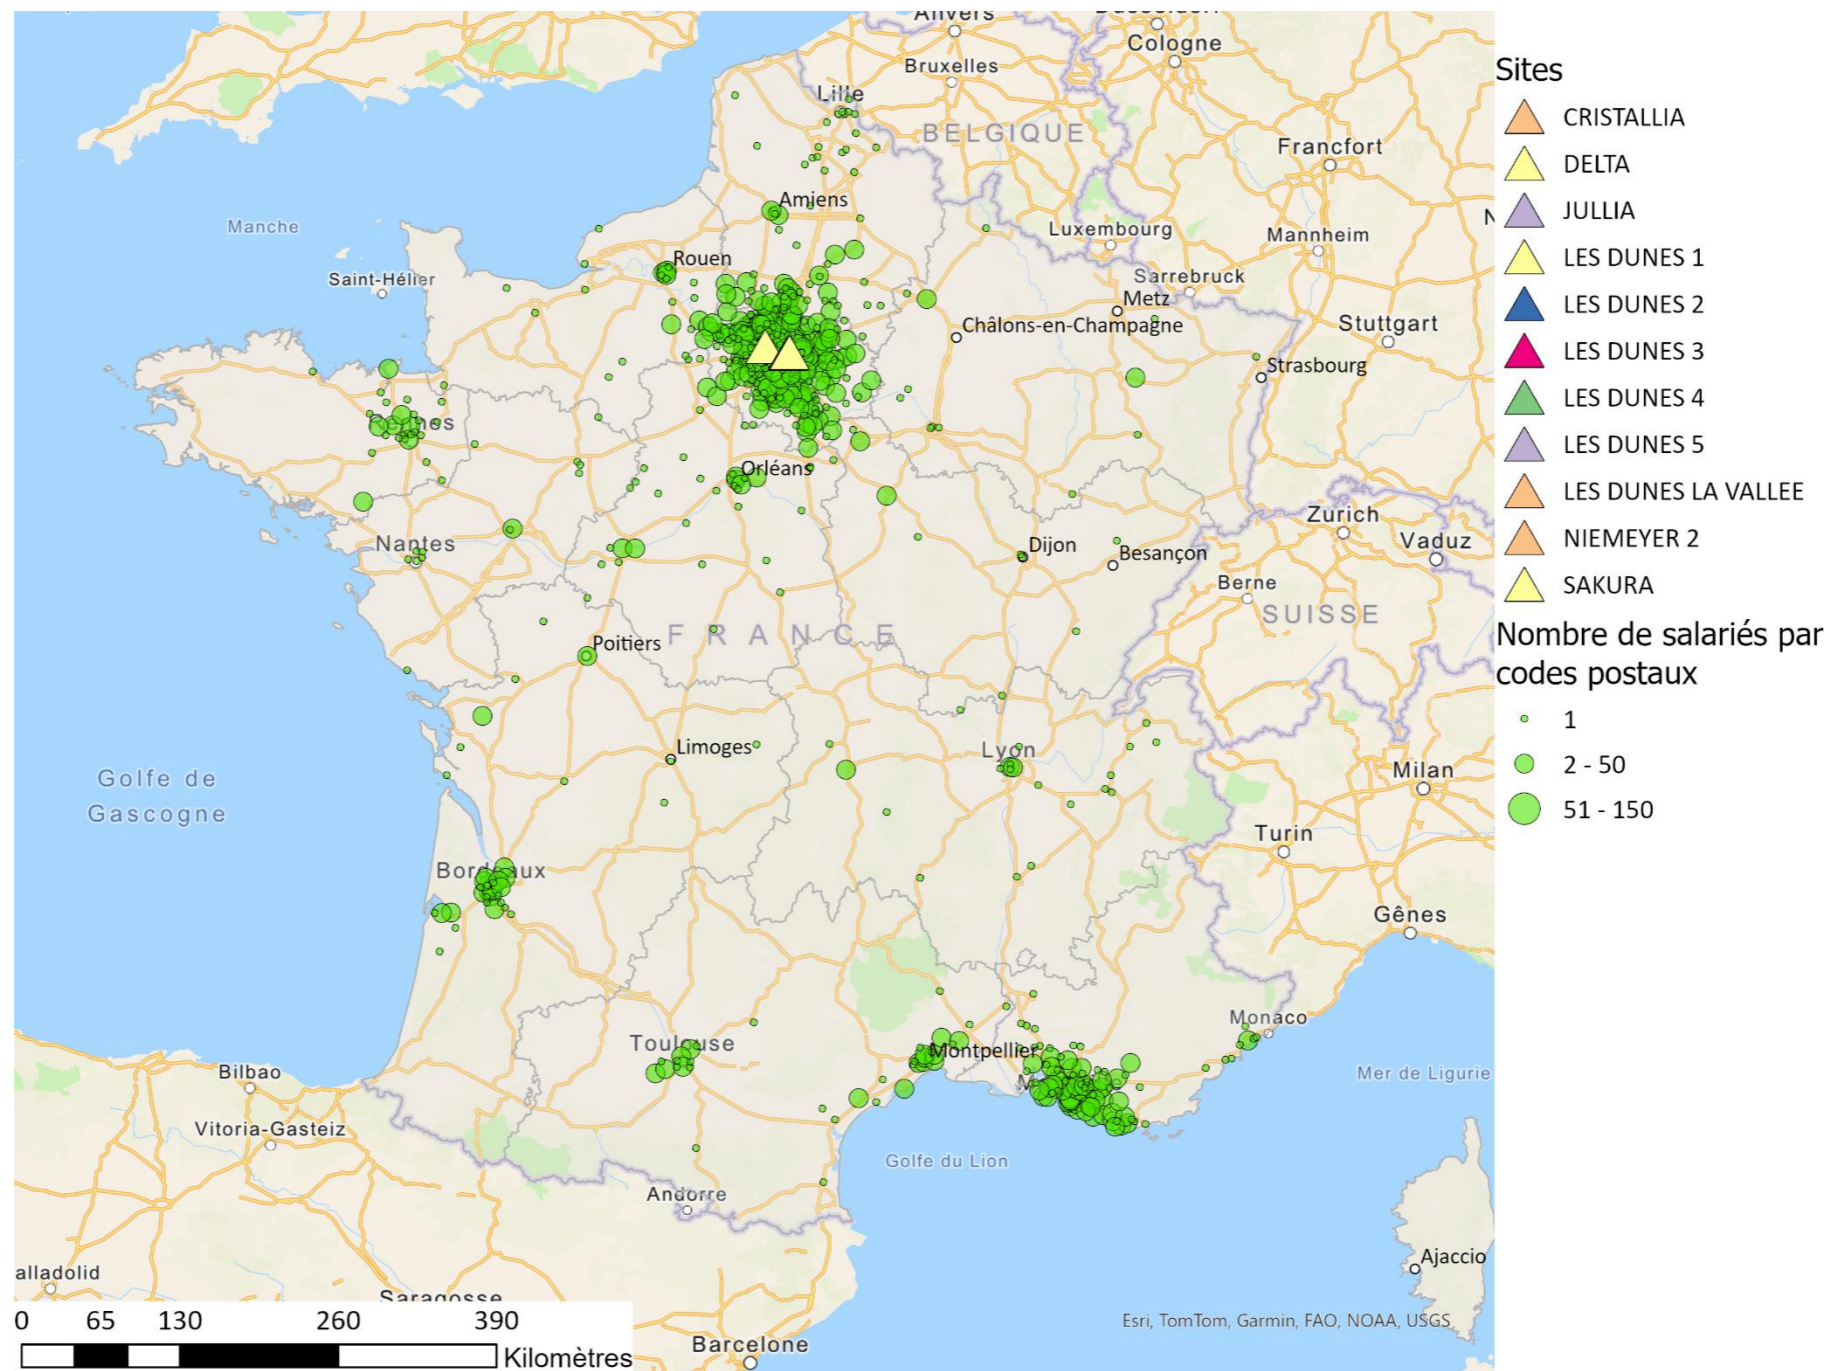 Anvers
Cologne
Bruxelles
Lille
BELGIQUE
Francfort
Amiens
Manche
Luxembourg
Mannheim
Rouen
Saint-Hélier
Sarrebruck
Metz
Châlons-en-Champagne
Stuttgart
Strasbourg
Orléans
Nantes
Dijon
Besançon
Zurich
Vaduz
Berne
SUISSE
FRANCE
Poitiers
Limoges
Lyon
Golfe de
Gascogne
Milan
Turin
Bordeaux
Gênes
Monaco
Toulouse
Montpellier
Bilbao
Mer de Ligurie
Vitoria-Gasteiz
Golfe du Lion
Andorre
Ajaccio
alladolid
Saragosse
Barcelone
Esri, TomTom, Garmin, FAO, NOAA, USGS
0 65 130 260 390
Kilomètres
Sites
CRISTALLIA
DELTA
JULLIA
LES DUNES 1
LES DUNES 2
LES DUNES 3
LES DUNES 4
LES DUNES 5
LES DUNES LA VALLEE
NIEMEYER 2
SAKURA
Nombre de salariés par
codes postaux
1
2 - 50
51 - 150